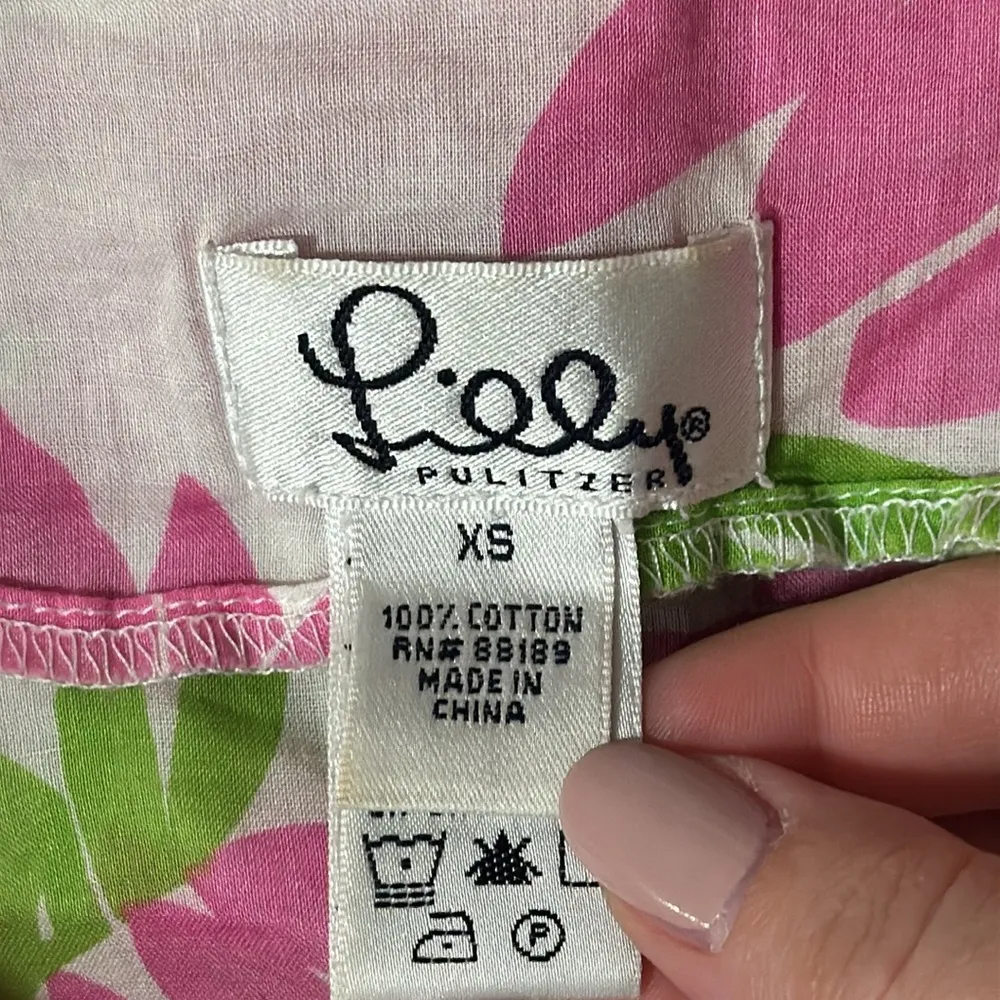 Lilly®
PULITZER
XS
100% COTTON
RN# 88189
MADE IN
CHINA
P